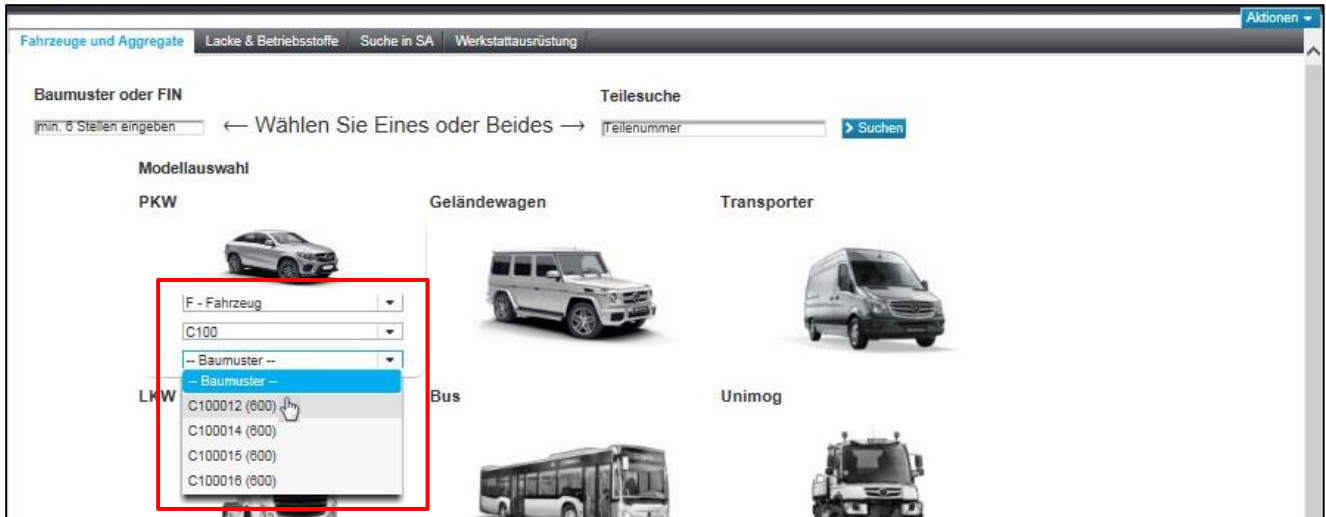 Aktionen
Fahrzeuge und Aggregate Lacke & Betriebsstoffe Suche in SA Werkstattausrüstung
Baumuster oder FIN Teilesuche
min. 6 Stellen eingeben ← Wählen Sie Eines oder Beides → Teilenummer Suchen
Modellauswahl
PKW Geländewagen Transporter
F - Fahrzeug
C100
-- Baumuster --
-- Baumuster --
LKW Bus Unimog
C100012 (600)
C100014 (600)
C100015 (600)
C100016 (600)